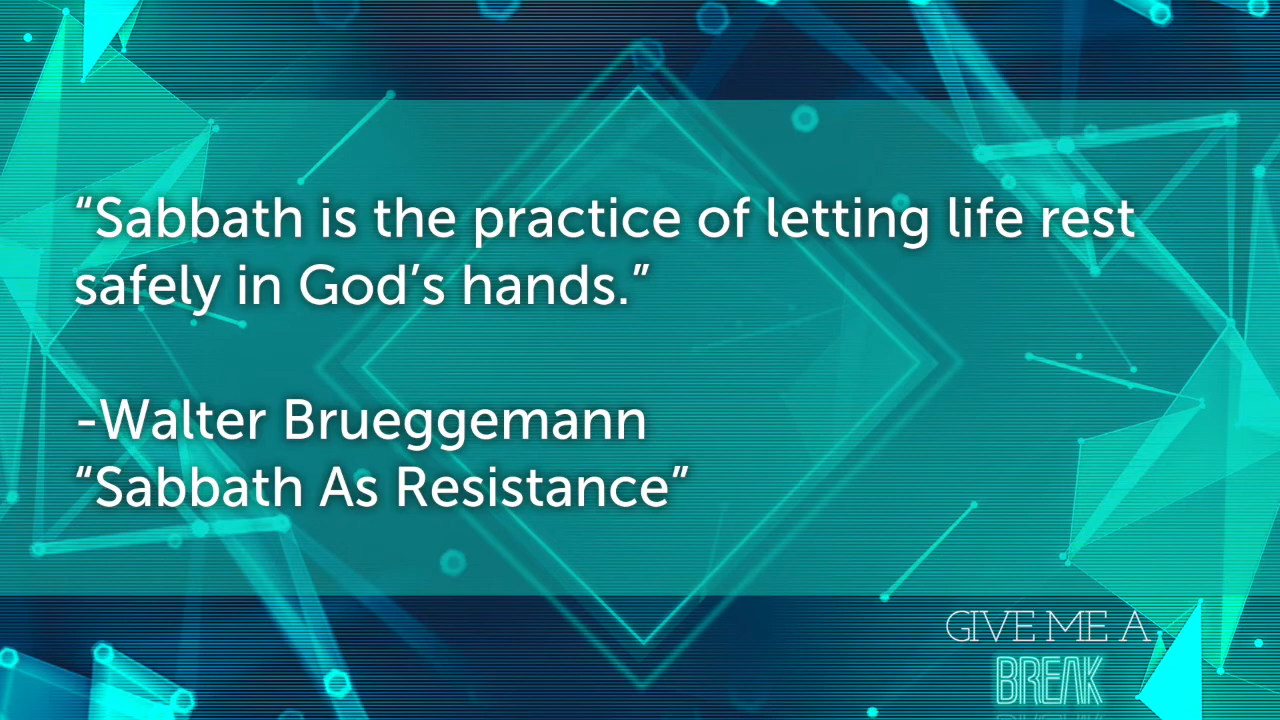 “Sabbath is the practice of letting life rest
safely in God’s hands.”
-Walter Brueggemann
“Sabbath As Resistance”
GIVE ME A
BREAK